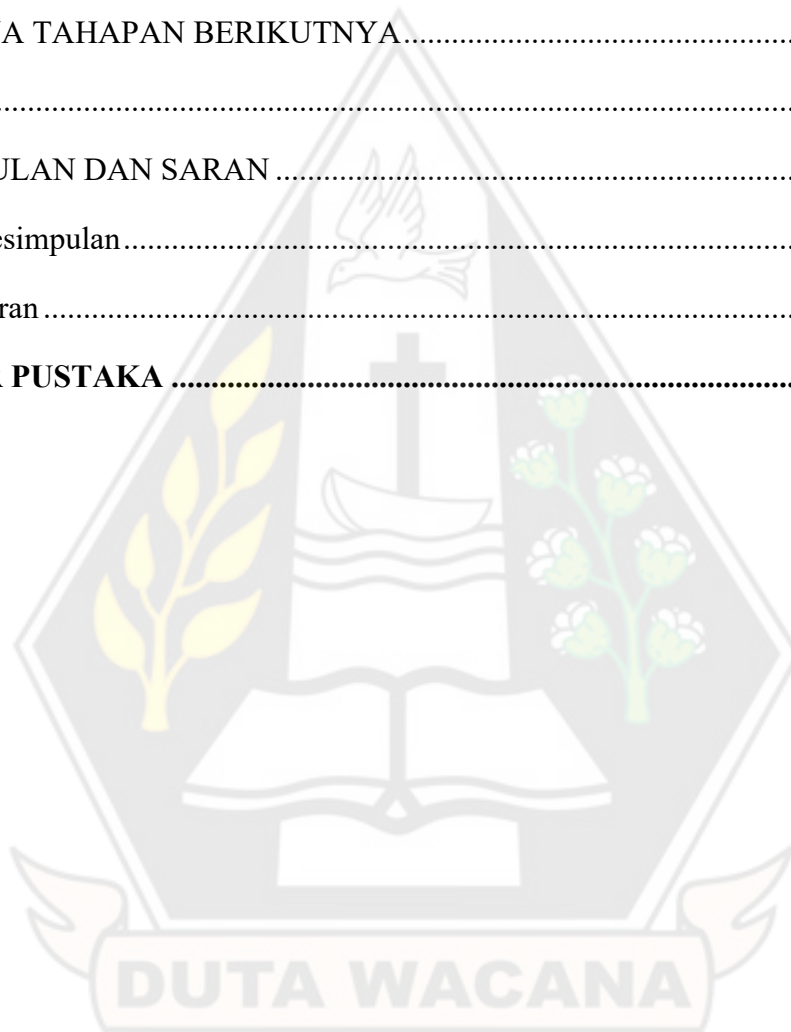 A TAHAPAN BERIKUTNYA..................................................
....................................................................................................
ULAN DAN SARAN ..................................................................
esimpulan.....................................................................................
ran ...............................................................................................
R PUSTAKA ................................................................................
DUTA WACANA